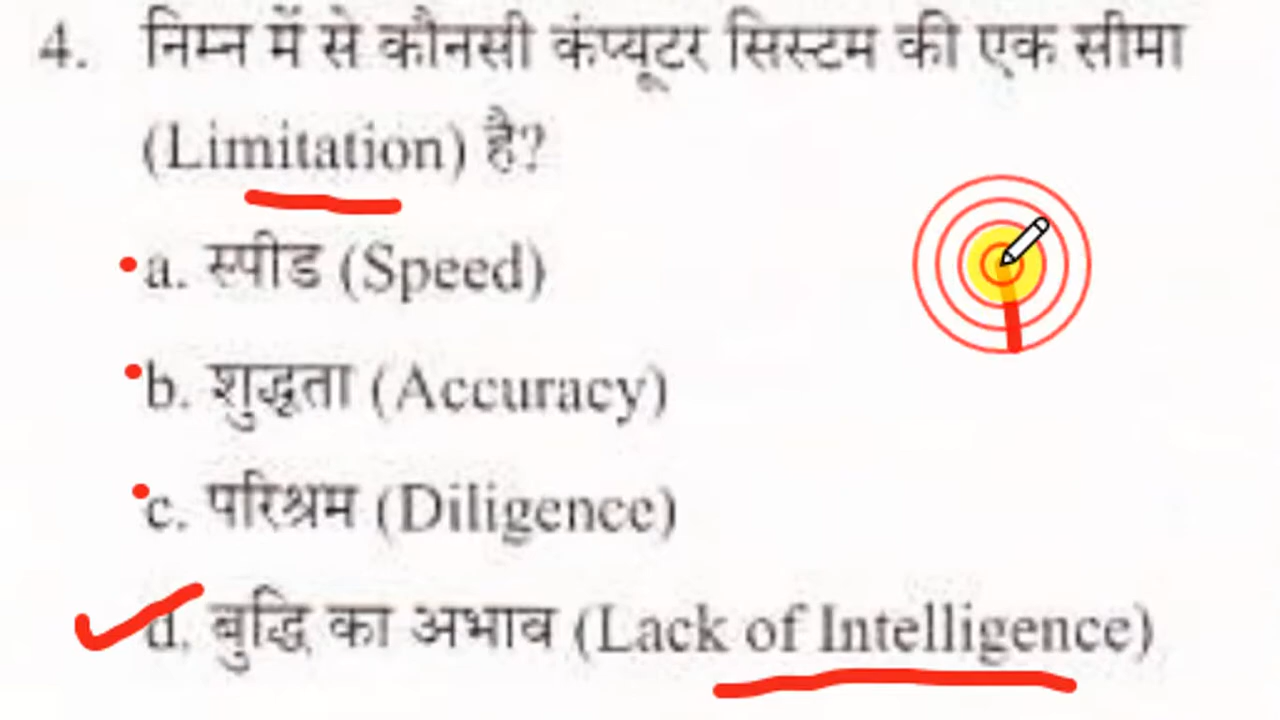 4. निम्न में से कौनसी कंप्यूटर सिस्टम की एक सीमा
(Limitation) है?
a. स्पीड (Speed)
b. शुद्धता (Accuracy)
c. परिश्रम (Diligence)
d. बुद्धि का अभाव (Lack of Intelligence)